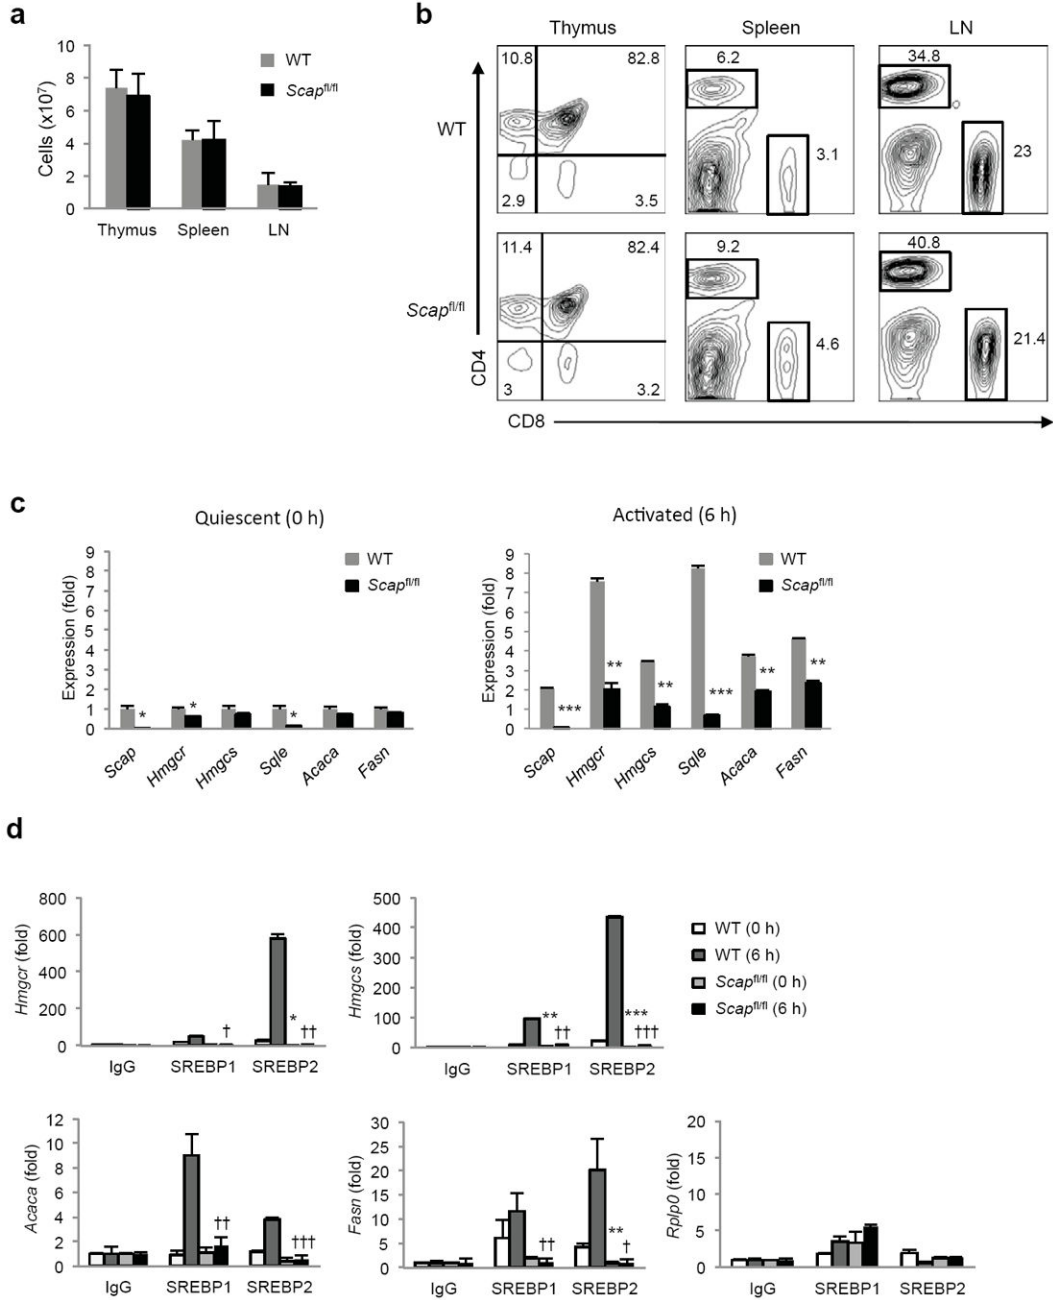 a
10
8
6
4
2
0
Cells (x10⁷)
WT
Scapfl/fl
Thymus Spleen LN
b
Thymus Spleen LN
WT
10.8 82.8
2.9 3.5
6.2
3.1
34.8
23
Scapfl/fl
11.4 82.4
3 3.2
9.2
4.6
40.8
21.4
CD4
CD8
c
Quiescent (0 h)
9
8
7
6
5
4
3
2
1
0
Expression (fold)
WT
Scapfl/fl
* * *
Scap Hmgcr Hmgcs Sqle Acaca Fasn
Activated (6 h)
9
8
7
6
5
4
3
2
1
0
Expression (fold)
WT
Scapfl/fl
*** ** ** *** ** **
Scap Hmgcr Hmgcs Sqle Acaca Fasn
d
Hmgcr (fold)
800
600
400
200
0
† * ††
IgG SREBP1 SREBP2
Hmgcs (fold)
500
400
300
200
100
0
** †† *** †††
IgG SREBP1 SREBP2
WT (0 h)
WT (6 h)
Scapfl/fl (0 h)
Scapfl/fl (6 h)
Acaca (fold)
12
10
8
6
4
2
0
†† †††
IgG SREBP1 SREBP2
Fasn (fold)
30
25
20
15
10
5
0
†† ** †
IgG SREBP1 SREBP2
Rplp0 (fold)
20
15
10
5
0
IgG SREBP1 SREBP2